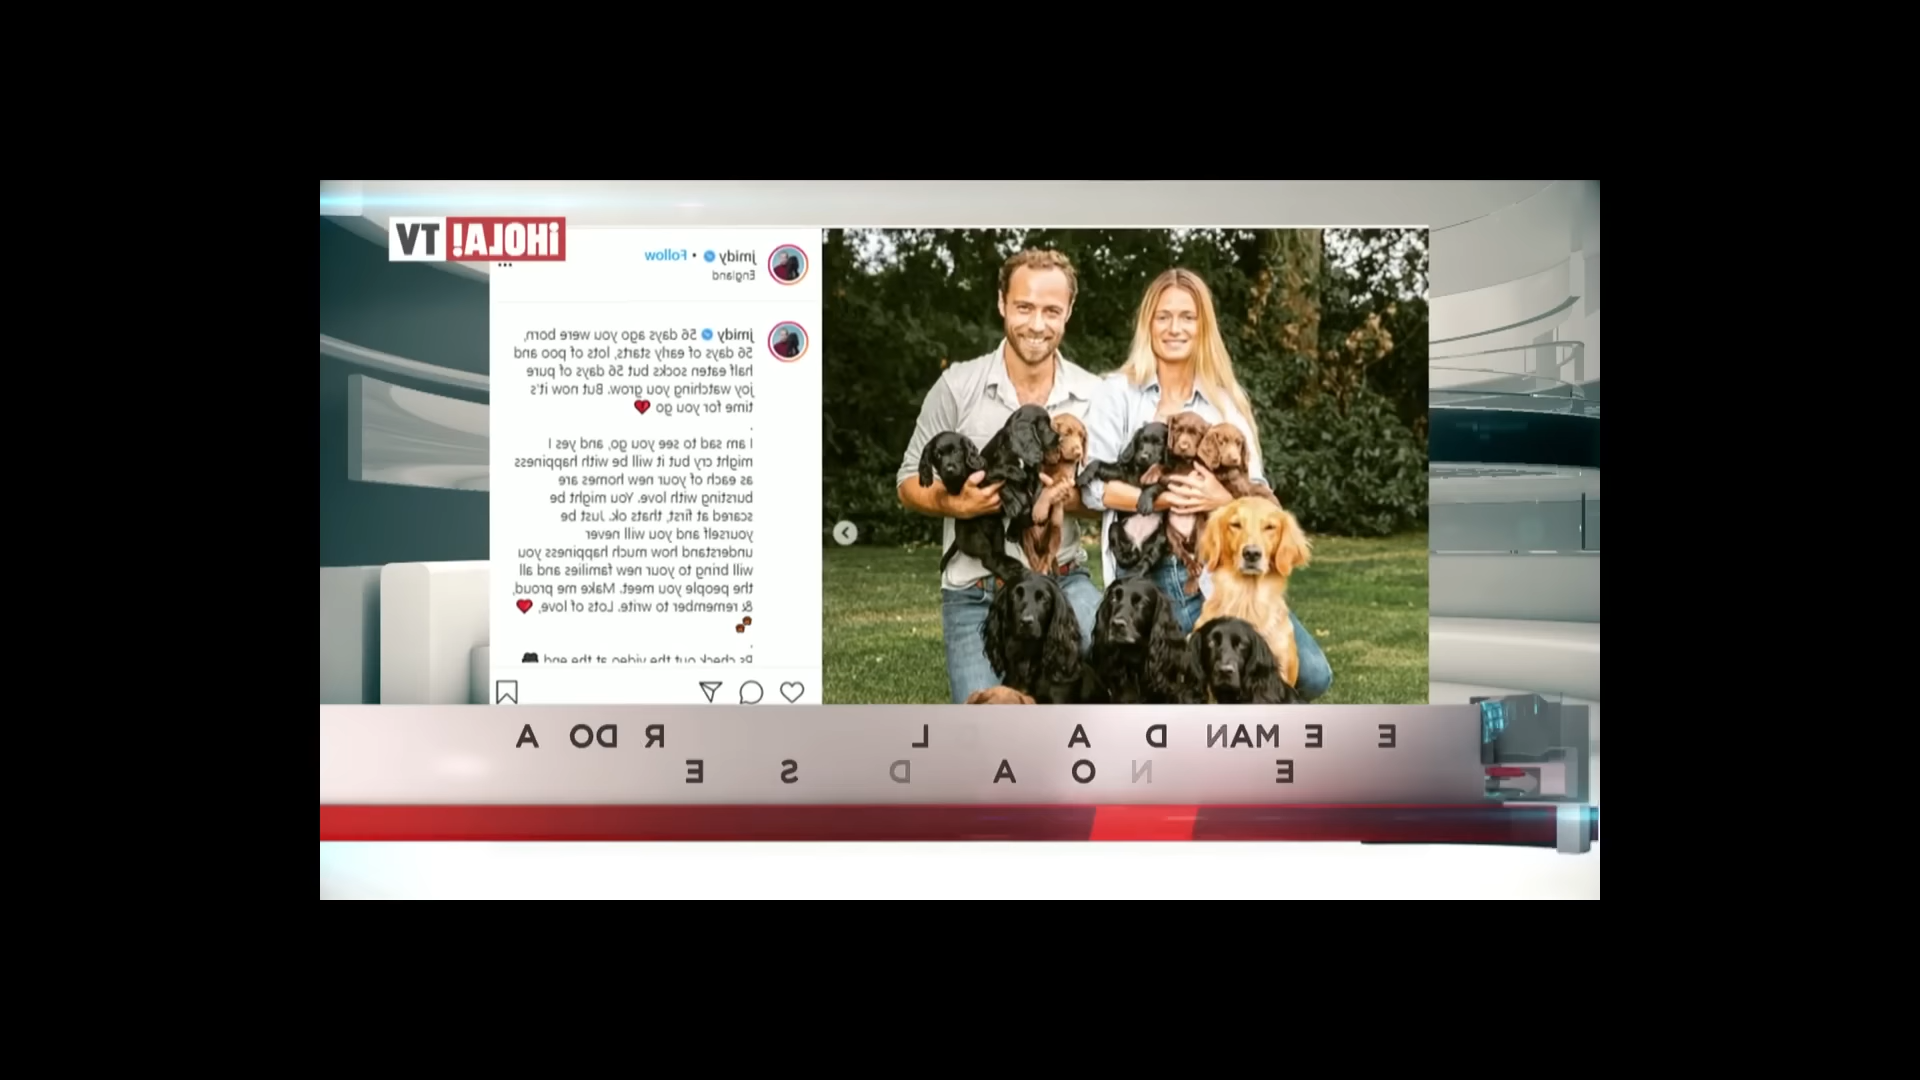 ¡HOLA! TV
jmidy • Follow
England
jmidy 56 days ago you were born,
56 days of early starts, lots of poo and
half eaten socks but 56 days of pure
joy watching you grow. But now it's
time for you go ❤️
.
I am sad to see you go, and yes I
might cry but it will be with happiness
as each of your new homes are
bursting with love. You might be
scared at first, thats ok. Just be
yourself and you will never
understand how much happiness you
will bring to your new families and all
the people you meet. Make me proud,
& remember to write. Lots of love, ❤️
🐾
.
Ps check out the video at the end
E E MAN D A L R DO A
E N O A D S E